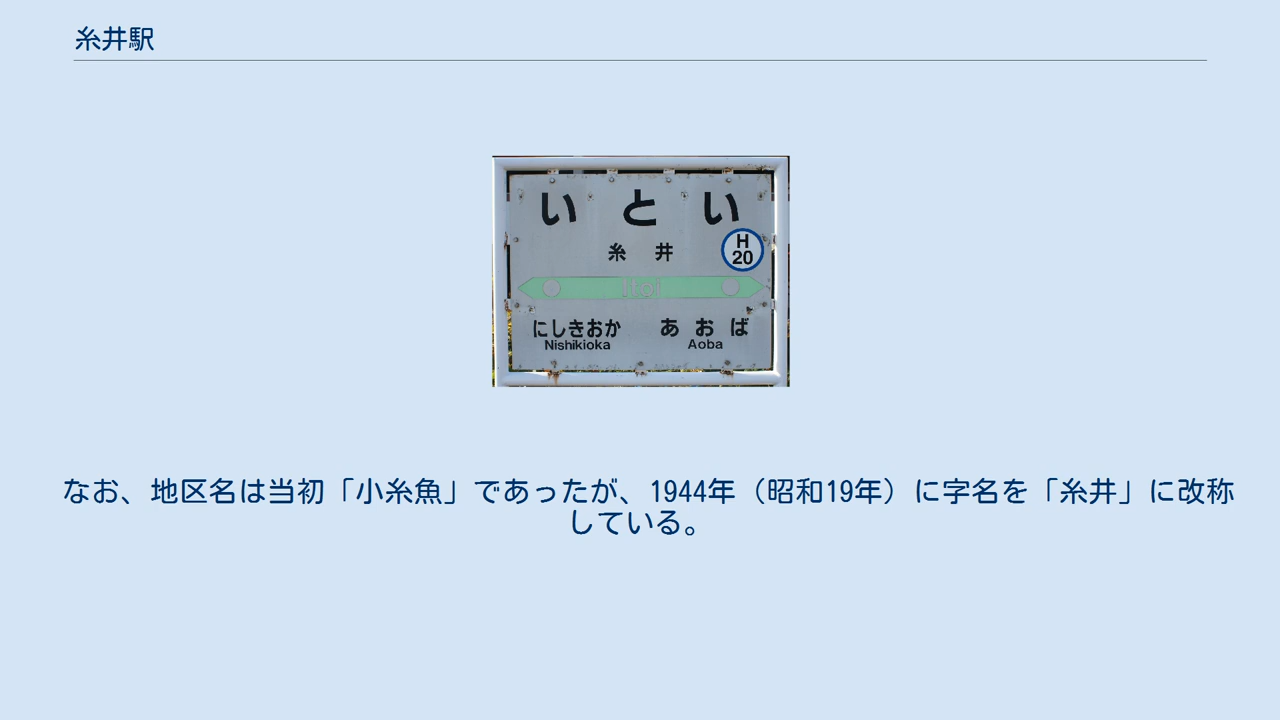 糸井駅
いとい
糸井
H
20
Itoi
にしきおか あおば
Nishikioka Aoba
なお、地区名は当初「小糸魚」であったが、1944年（昭和19年）に字名を「糸井」に改称
している。